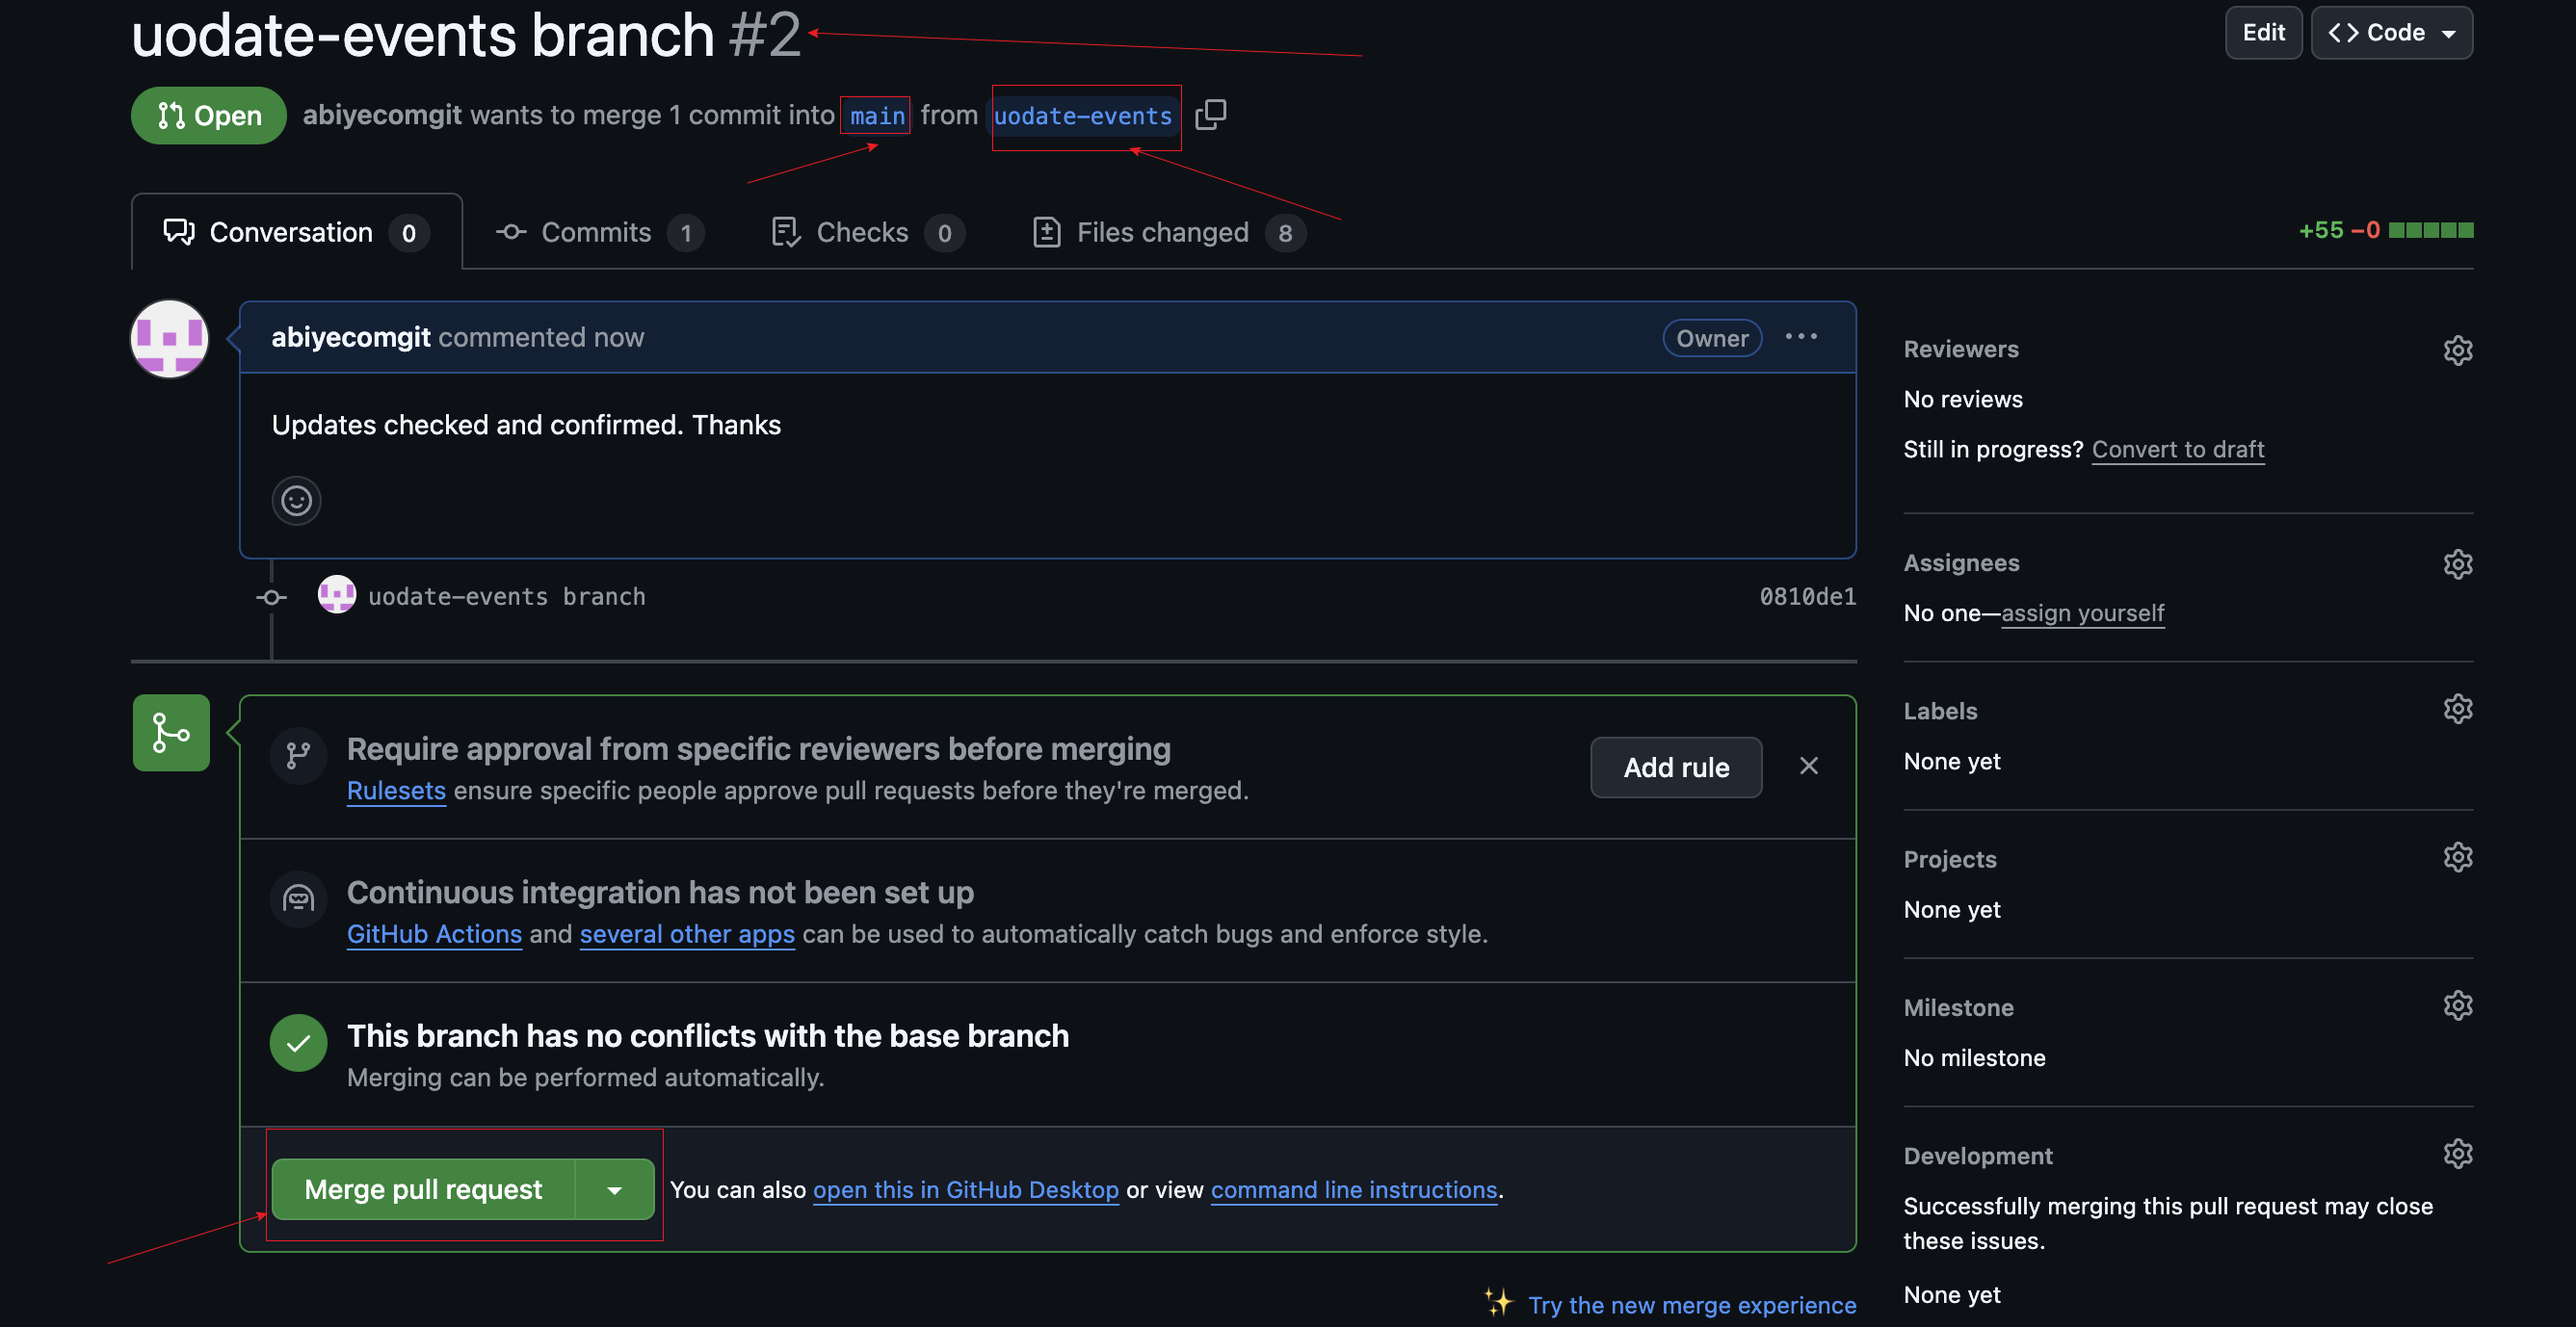 uodate-events branch #2
Edit
<> Code
Open
abiyecomgit wants to merge 1 commit into main from uodate-events
Conversation 0
Commits 1
Checks 0
Files changed 8
+55 −0
abiyecomgit commented now
Owner
Updates checked and confirmed. Thanks
uodate-events branch
0810de1
Require approval from specific reviewers before merging
Rulesets ensure specific people approve pull requests before they're merged.
Add rule
Continuous integration has not been set up
GitHub Actions and several other apps can be used to automatically catch bugs and enforce style.
This branch has no conflicts with the base branch
Merging can be performed automatically.
Merge pull request
You can also open this in GitHub Desktop or view command line instructions.
Try the new merge experience
Reviewers
No reviews
Still in progress? Convert to draft
Assignees
No one—assign yourself
Labels
None yet
Projects
None yet
Milestone
No milestone
Development
Successfully merging this pull request may close
these issues.
None yet